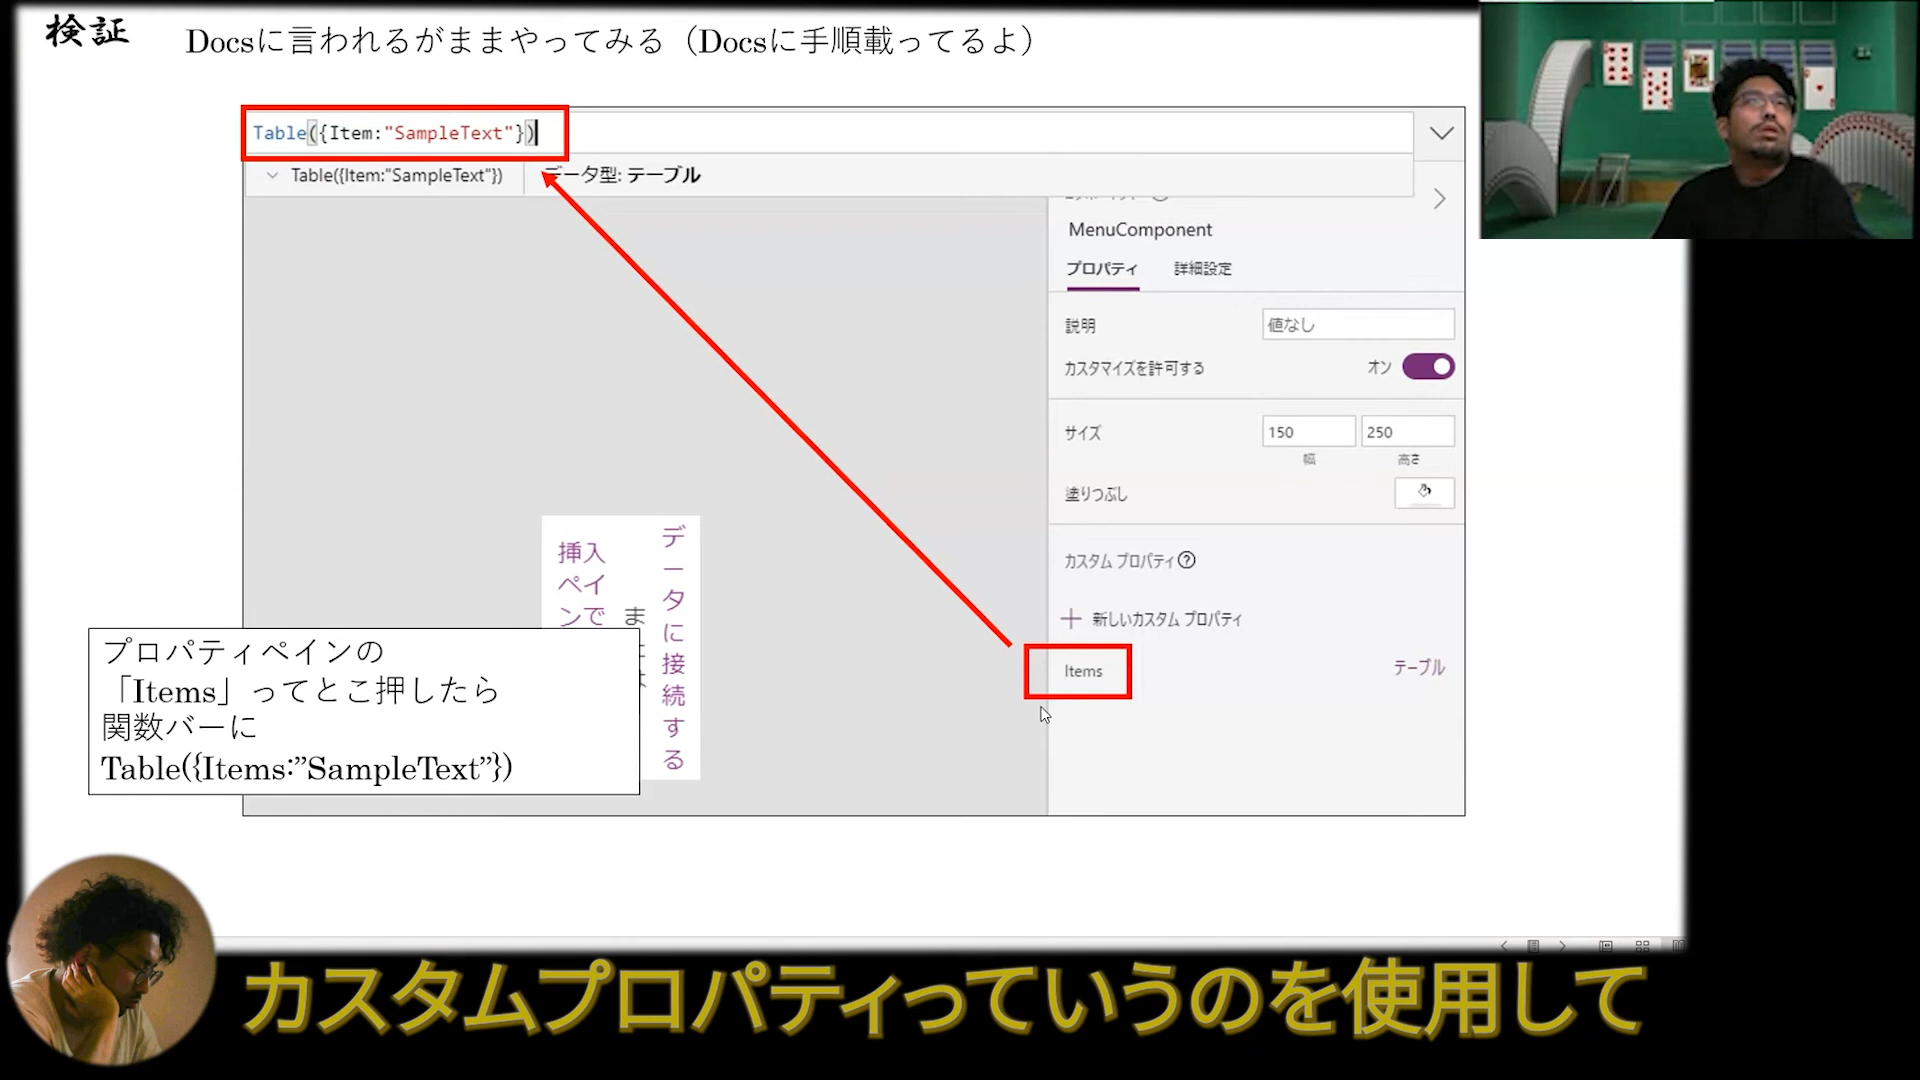 検証
Docsに言われるがままやってみる（Docsに手順載ってるよ）
Table({Item:"SampleText"})
Table({Item:"SampleText"})
データ型: テーブル
MenuComponent
プロパティ
詳細設定
説明
値なし
カスタマイズを許可する
オン
サイズ
150
250
幅
高さ
塗りつぶし
カスタム プロパティ
新しいカスタム プロパティ
Items
テーブル
挿入
ペイ
ンで
データに接続する
プロパティペインの
「Items」ってとこ押したら
関数バーに
Table({Items:”SampleText”})
カスタムプロパティっていうのを使用して